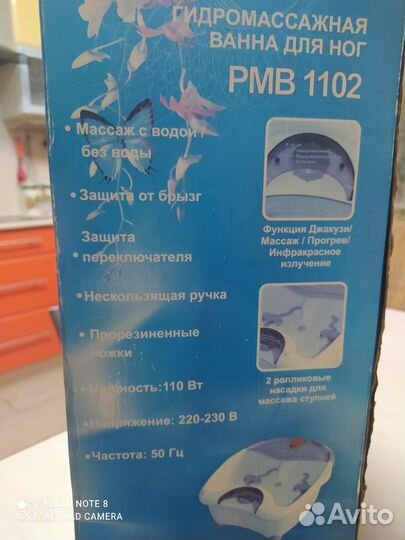 ГИДРОМАССАЖНАЯ
ВАННА ДЛЯ НОГ
PMB 1102
• Массаж с водой /
без воды
• Защита от брызг
Защита
• переключателя
• Нескользящая ручка
• Прорезиненные
ножки
• Мощность:110 Вт
• Напряжение: 220-230 В
• Частота: 50 Гц
Функция Джакузи/
Массаж / Прогрев/
Инфракрасное
излучение
2 роликовые
насадки для
массажа ступней
REDMI NOTE 8
AI QUAD CAMERA
Avito